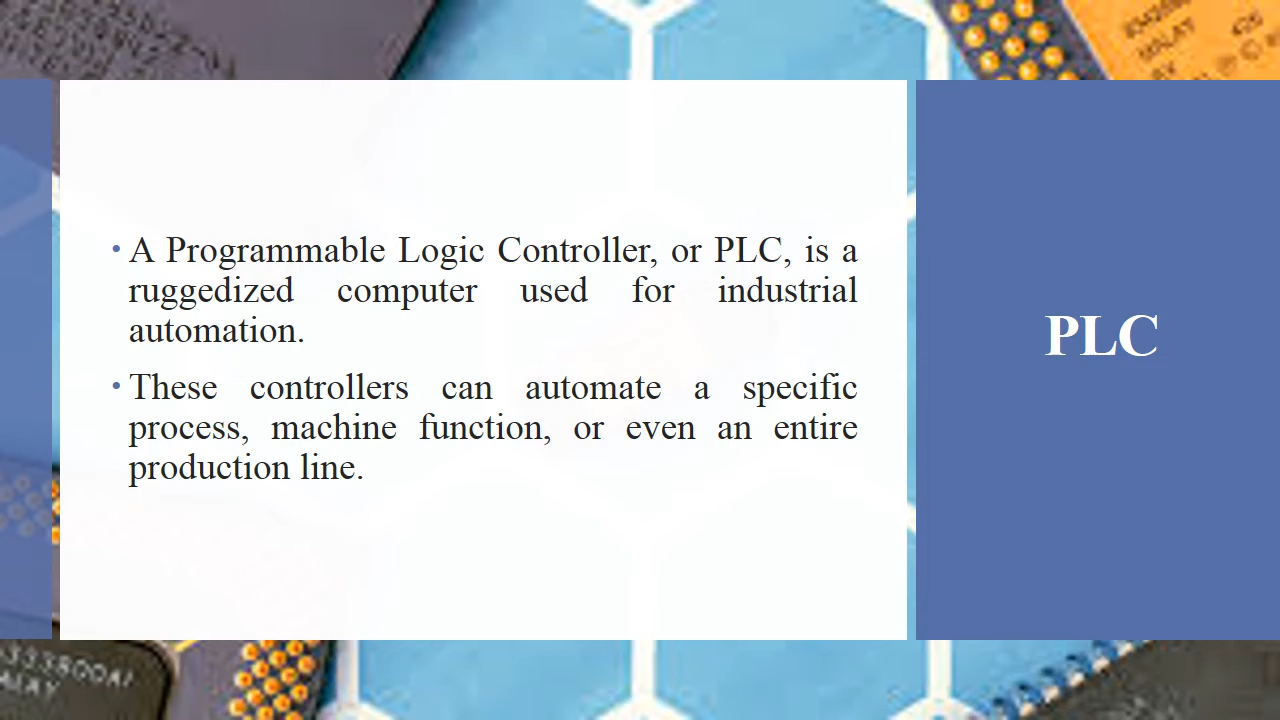 • A Programmable Logic Controller, or PLC, is a
ruggedized computer used for industrial
automation.
• These controllers can automate a specific
process, machine function, or even an entire
production line.
PLC